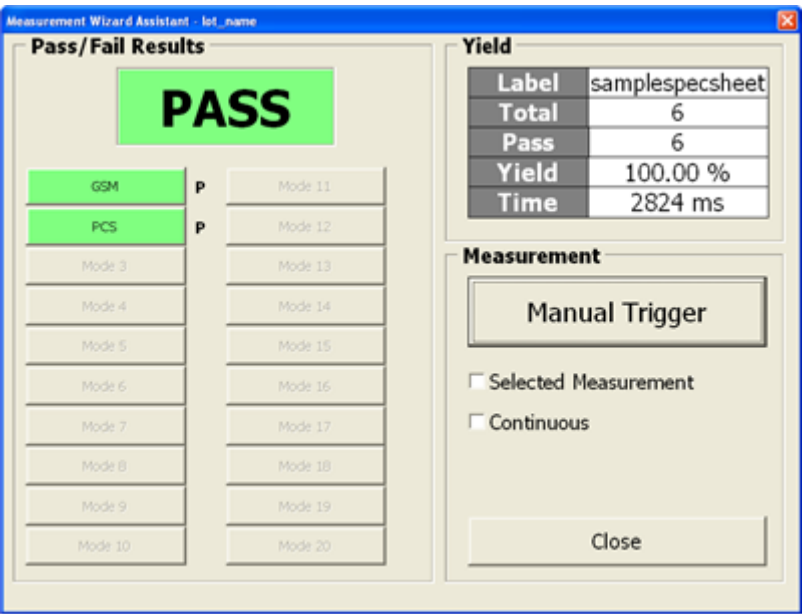 Measurement Wizard Assistant - lot_name
Pass/Fail Results
PASS
GSM P Mode 11
PCS P Mode 12
Mode 3 Mode 13
Mode 4 Mode 14
Mode 5 Mode 15
Mode 6 Mode 16
Mode 7 Mode 17
Mode 8 Mode 18
Mode 9 Mode 19
Mode 10 Mode 20
Yield
Label samplespecsheet
Total 6
Pass 6
Yield 100.00 %
Time 2824 ms
Measurement
Manual Trigger
Selected Measurement
Continuous
Close